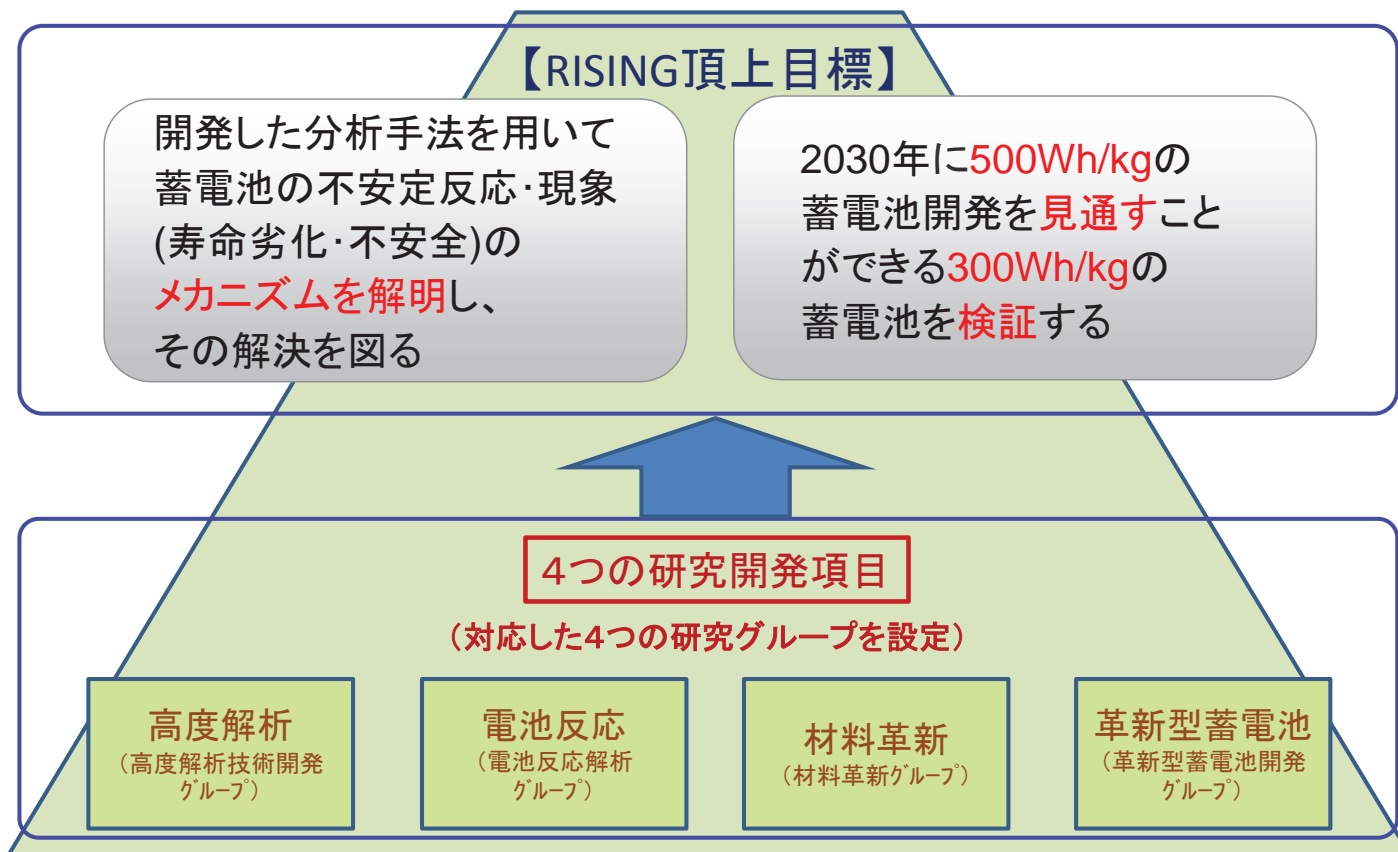 【RISING頂上目標】
開発した分析手法を用いて
蓄電池の不安定反応・現象
(寿命劣化・不安全)の
メカニズムを解明し、
その解決を図る
2030年に500Wh/kgの
蓄電池開発を見通すこと
ができる300Wh/kgの
蓄電池を検証する
4つの研究開発項目
（対応した4つの研究グループを設定）
高度解析
（高度解析技術開発
ｸﾞﾙｰﾌﾟ）
電池反応
（電池反応解析
ｸﾞﾙｰﾌﾟ）
材料革新
（材料革新ｸﾞﾙｰﾌﾟ）
革新型蓄電池
（革新型蓄電池開発
ｸﾞﾙｰﾌﾟ）